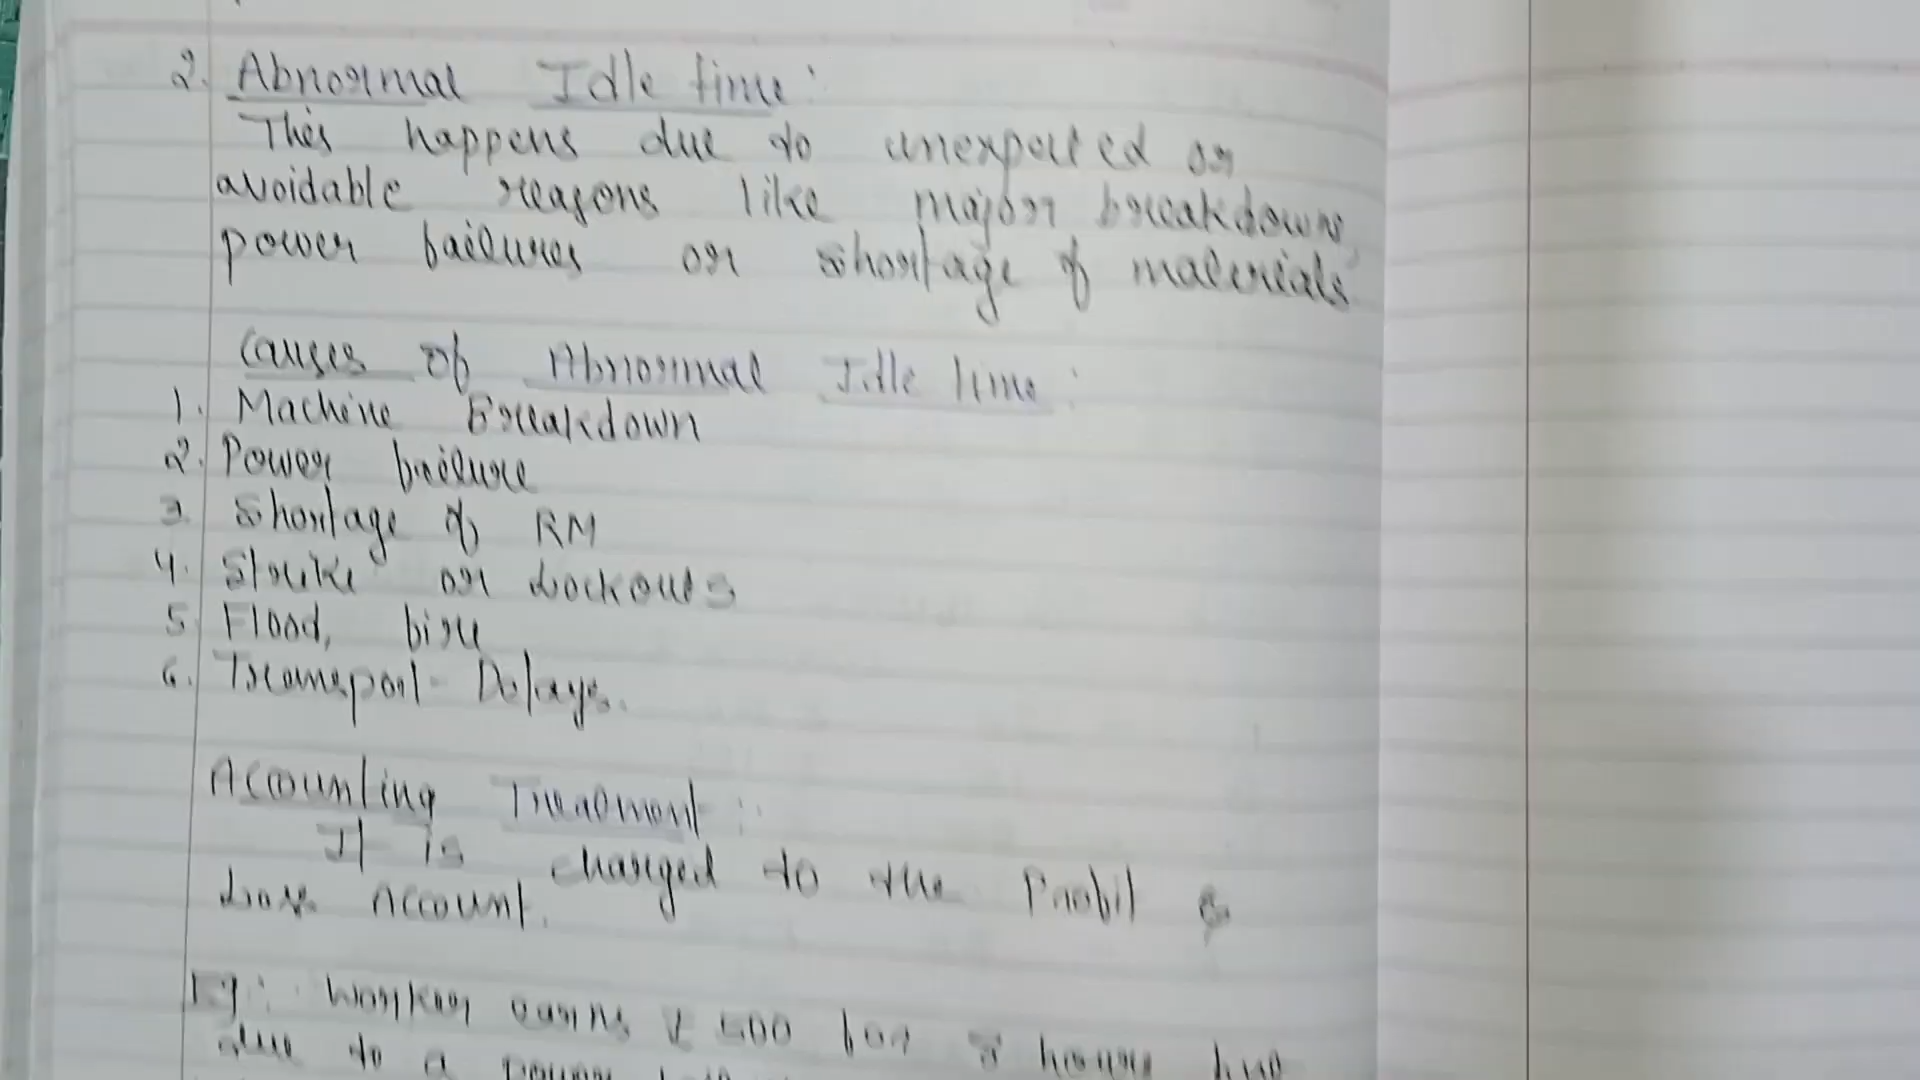 2. Abnormal Idle time:
This happens due to unexpected or
avoidable reasons like major breakdowns,
power failures or shortage of materials
Causes of Abnormal Idle time:
1. Machine Breakdown
2. Power failure
3. Shortage of RM
4. Strike or Lockouts
5. Flood, fire
6. Transport Delays.
Accounting Treatment:
It is charged to the Profit &
Loss Account.
Eg: Worker earns ₹ 500 for 8 hours but
due to a power